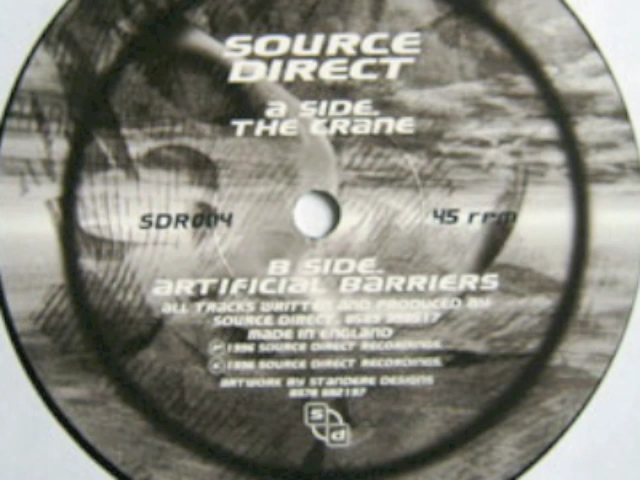 SOURCE
DIRECT
A SIDE.
THE CRANE
SDR004
45 rpm
B SIDE.
ARTIFICIAL BARRIERS
ALL TRACKS WRITTEN AND PRODUCED BY
SOURCE DIRECT.
MADE IN ENGLAND
℗ 1996 SOURCE DIRECT RECORDINGS.
© 1996 SOURCE DIRECT RECORDINGS.
ARTWORK BY DESIGNS
s
d